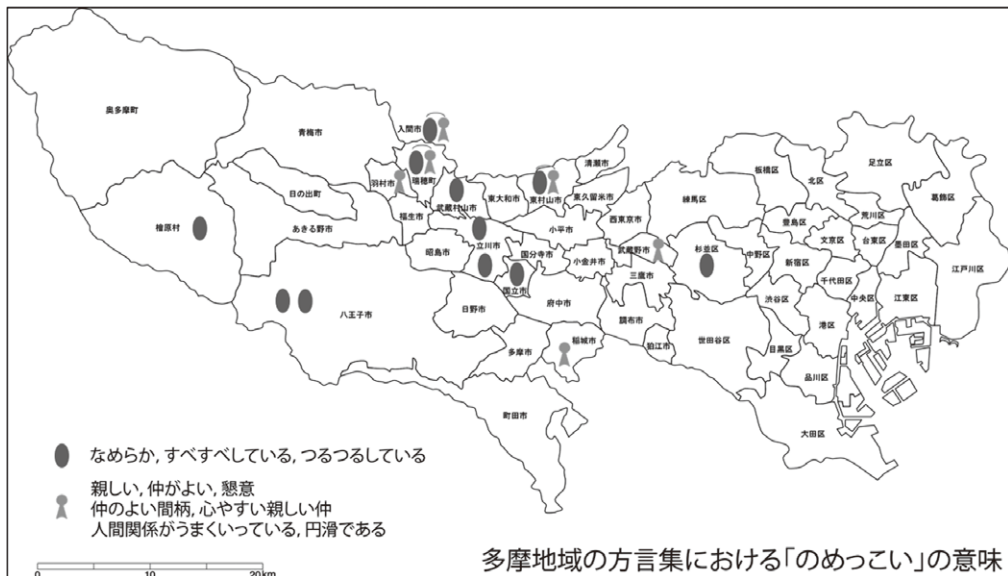 奥多摩町
青梅市
入間市
羽村市
瑞穂町
日の出町
檜原村
あきる野市
福生市
武蔵村山市
東大和市
東村山市
清瀬市
東久留米市
昭島市
立川市
小平市
西東京市
国分寺市
小金井市
武蔵野市
三鷹市
国立市
八王子市
日野市
府中市
調布市
狛江市
多摩市
稲城市
町田市
練馬区
板橋区
北区
足立区
葛飾区
杉並区
中野区
豊島区
文京区
荒川区
台東区
墨田区
新宿区
千代田区
江戸川区
渋谷区
中央区
江東区
港区
世田谷区
目黒区
品川区
大田区
なめらか, すべすべしている, つるつるしている
親しい, 仲がよい, 懇意
仲のよい間柄, 心やすい親しい仲
人間関係がうまくいっている, 円滑である
0 10 20km
多摩地域の方言集における「のめっこい」の意味